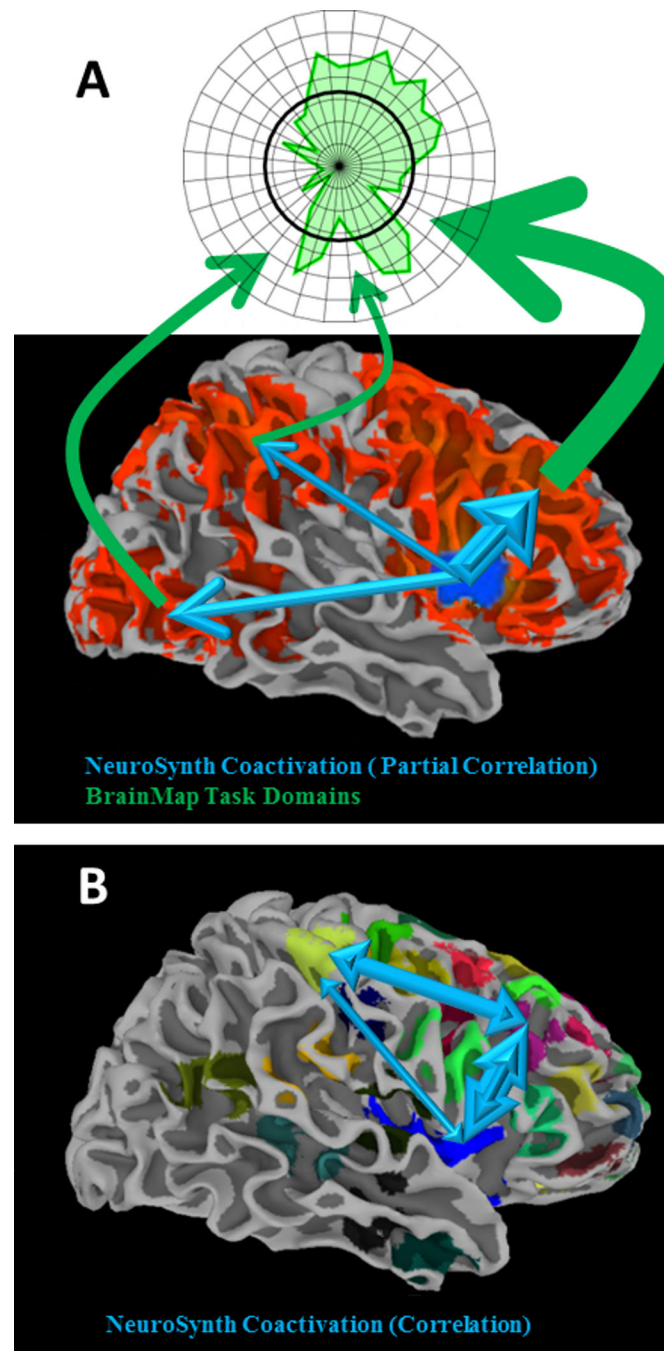 A
NeuroSynth Coactivation ( Partial Correlation)
BrainMap Task Domains
B
NeuroSynth Coactivation (Correlation)